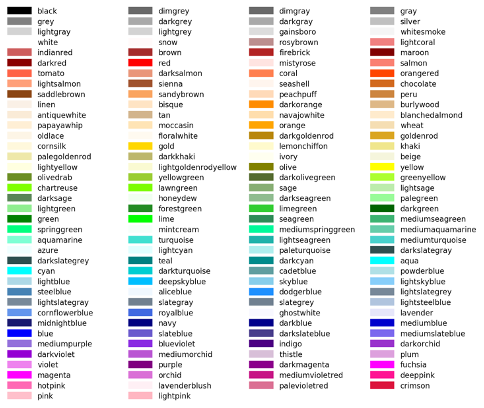 black dimgrey dimgray gray
grey darkgrey darkgray silver
lightgray lightgrey gainsboro whitesmoke
white snow rosybrown lightcoral
indianred brown firebrick maroon
darkred red mistyrose salmon
tomato darksalmon coral orangered
lightsalmon sienna seashell chocolate
saddlebrown sandybrown peachpuff peru
linen bisque darkorange burlywood
antiquewhite tan navajowhite blanchedalmond
papayawhip moccasin orange wheat
oldlace floralwhite darkgoldenrod goldenrod
cornsilk gold lemonchiffon khaki
palegoldenrod darkkhaki ivory beige
lightyellow lightgoldenrodyellow olive yellow
olivedrab yellowgreen darkolivegreen greenyellow
chartreuse lawngreen sage lightsage
darksage honeydew darkseagreen palegreen
lightgreen forestgreen limegreen darkgreen
green lime seagreen mediumseagreen
springgreen mintcream mediumspringgreen mediumaquamarine
aquamarine turquoise lightseagreen mediumturquoise
azure lightcyan paleturquoise darkslategray
darkslategrey teal darkcyan aqua
cyan darkturquoise cadetblue powderblue
lightblue deepskyblue skyblue lightskyblue
steelblue aliceblue dodgerblue lightslategrey
lightslategray slategray slategrey lightsteelblue
cornflowerblue royalblue ghostwhite lavender
midnightblue navy darkblue mediumblue
blue slateblue darkslateblue mediumslateblue
mediumpurple blueviolet indigo darkorchid
darkviolet mediumorchid thistle plum
violet purple darkmagenta fuchsia
magenta orchid mediumvioletred deeppink
hotpink lavenderblush palevioletred crimson
pink lightpink